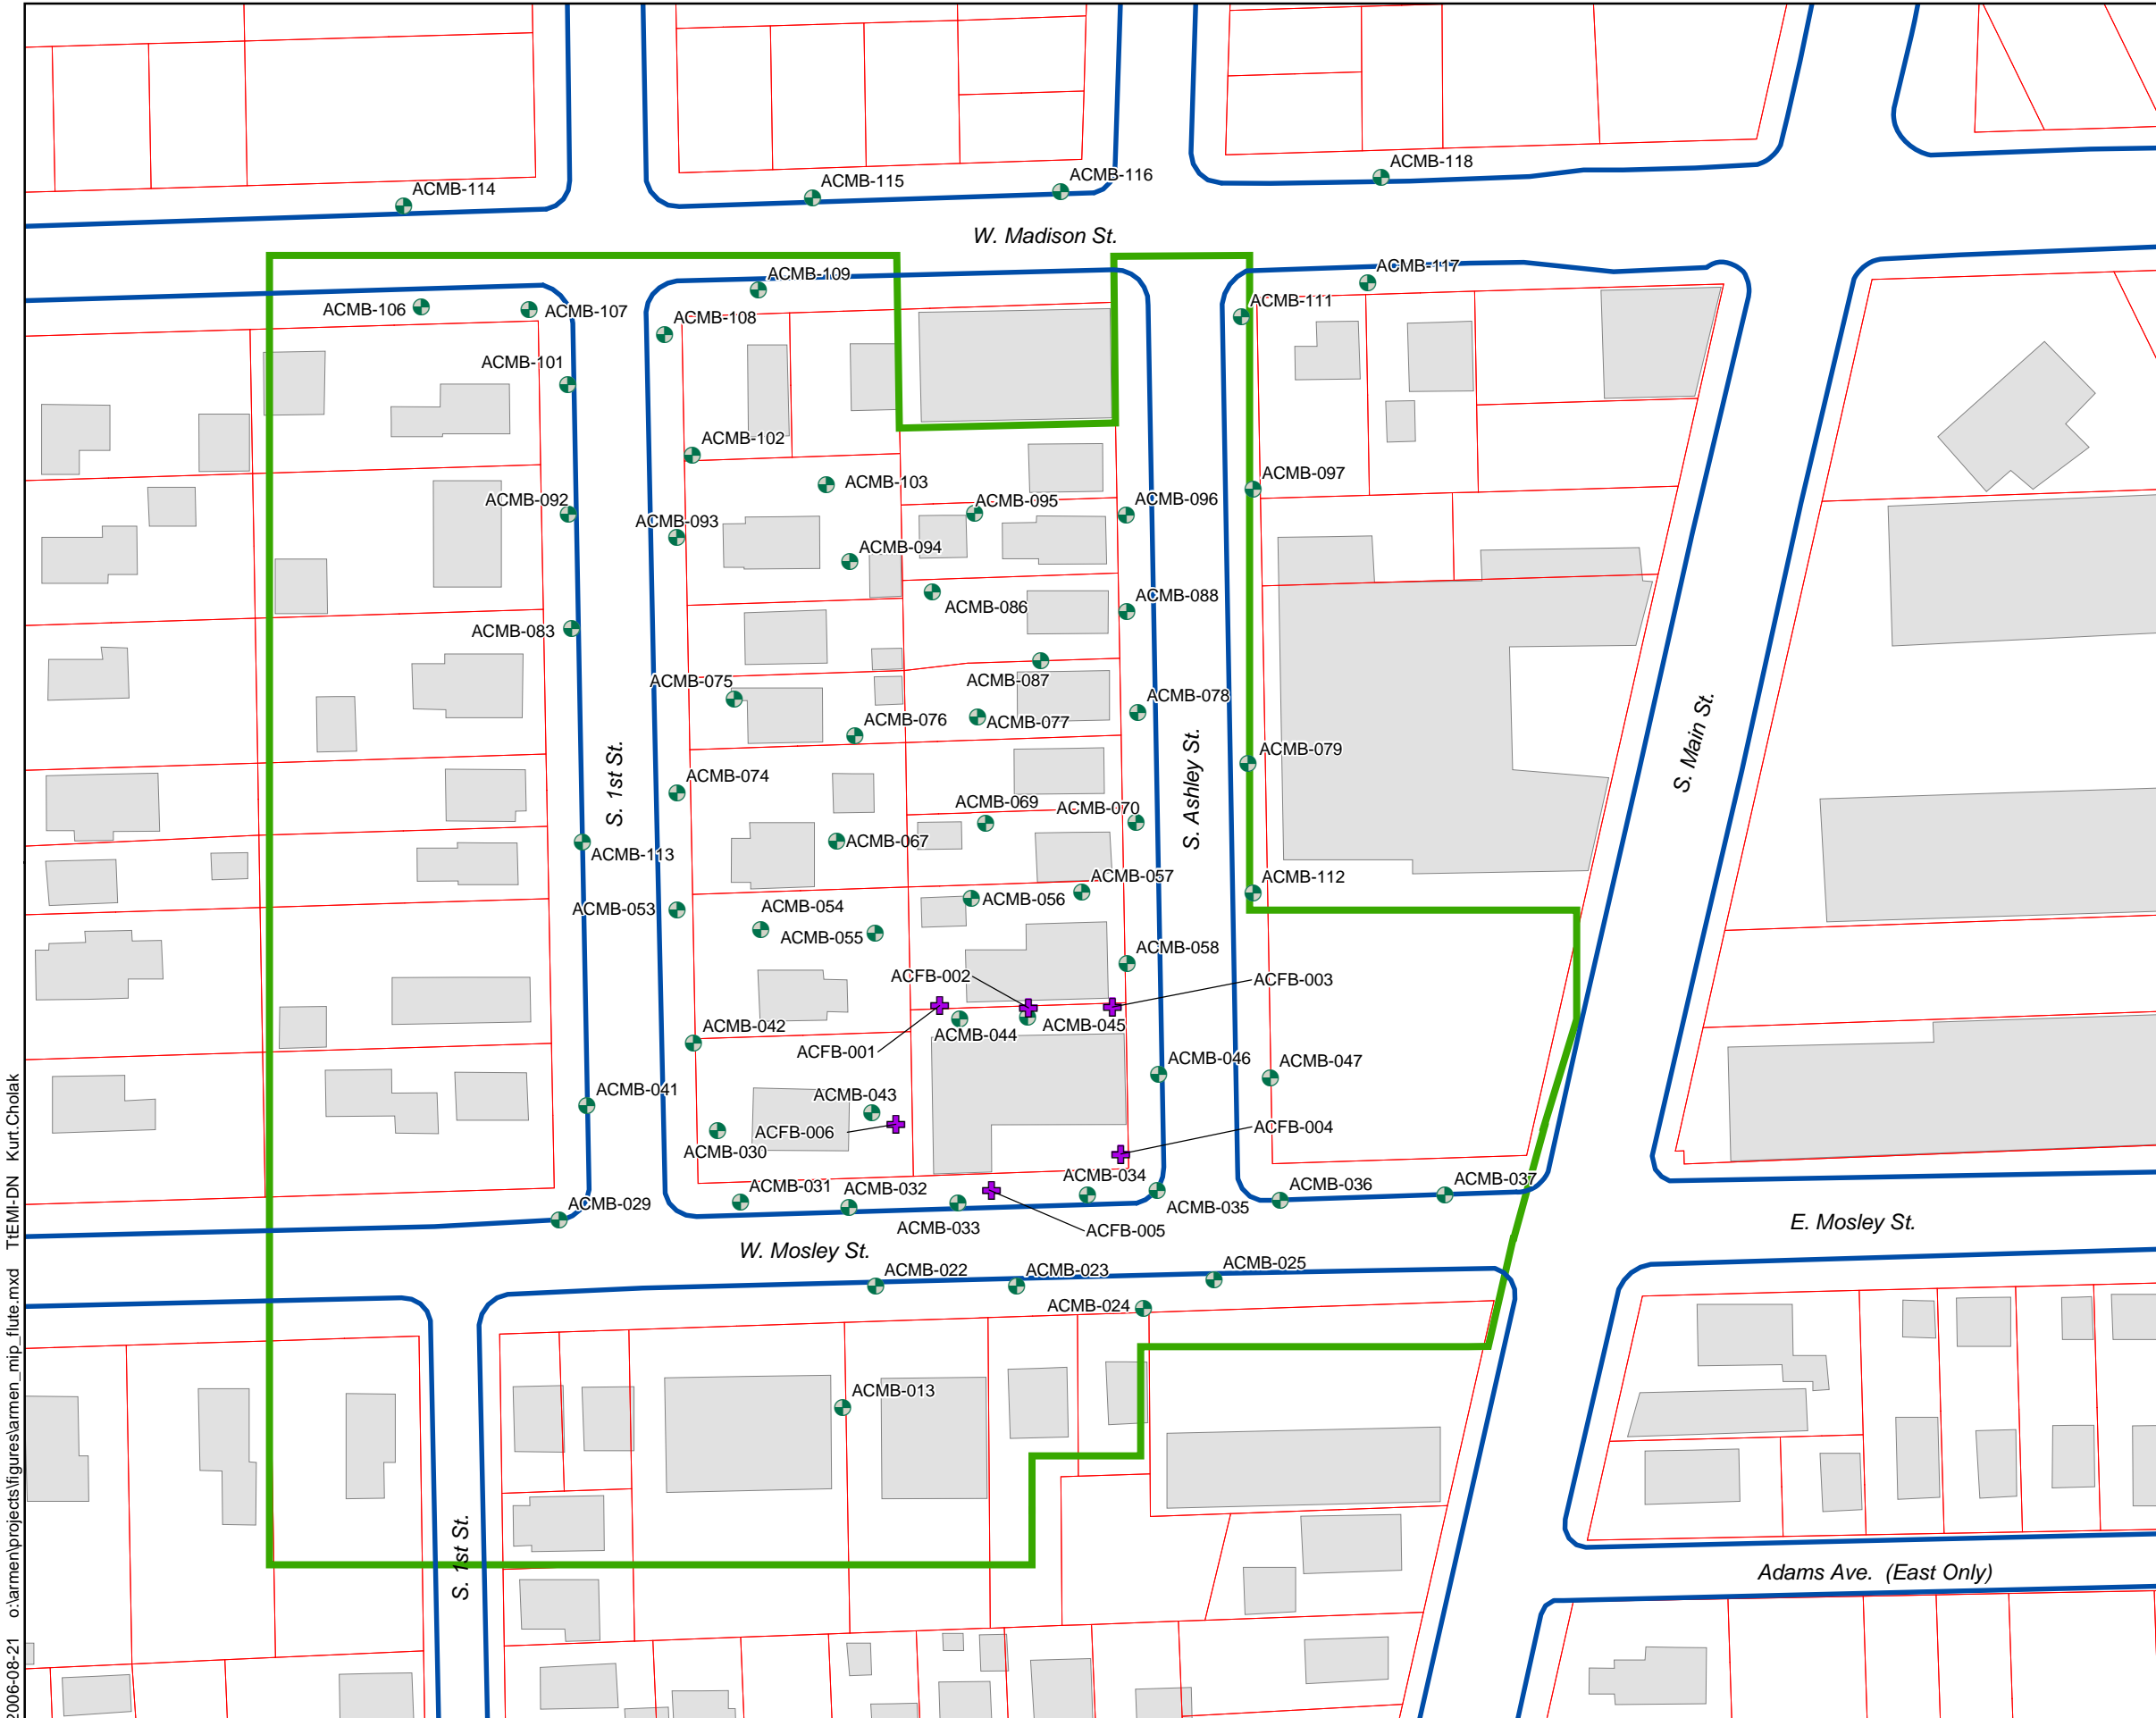 ACMB-118
ACMB-116
ACMB-115
ACMB-114
W. Madison St.
ACMB-117
ACMB-109
ACMB-111
ACMB-106
ACMB-107
ACMB-108
ACMB-101
ACMB-102
ACMB-097
ACMB-103
ACMB-092
ACMB-095
ACMB-096
ACMB-093
ACMB-094
ACMB-088
ACMB-086
ACMB-083
ACMB-087
ACMB-075
ACMB-078
ACMB-076
ACMB-077
S. Main St.
ACMB-079
S. 1st St.
S. Ashley St.
ACMB-074
ACMB-069
ACMB-070
ACMB-067
ACMB-113
ACMB-057
ACMB-112
ACMB-056
ACMB-054
ACMB-053
ACMB-055
ACMB-058
ACFB-002
ACFB-003
ACMB-042
ACMB-045
ACMB-044
ACFB-001
ACMB-046
ACMB-047
ACMB-041
ACMB-043
ACFB-004
ACFB-006
ACMB-030
ACMB-034
ACMB-037
ACMB-036
ACMB-031
ACMB-032
ACMB-029
ACMB-035
ACMB-033
ACFB-005
E. Mosley St.
W. Mosley St.
ACMB-025
ACMB-022
ACMB-023
ACMB-024
ACMB-013
S. 1st St.
Adams Ave. (East Only)
2006-08-21 o:\armen\projects\figures\armen_mip_flute.mxd TtEMI-DN Kurt.Cholak